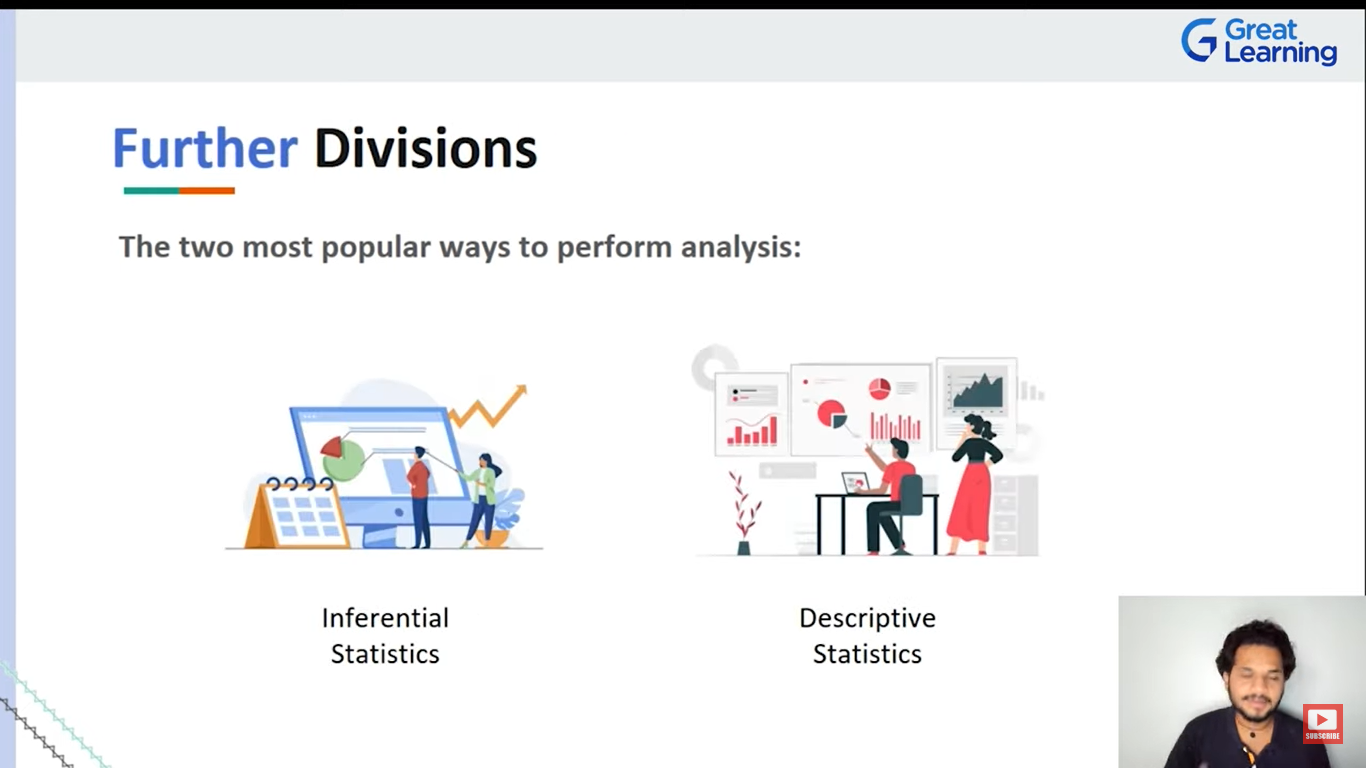 Great
Learning
Further Divisions
The two most popular ways to perform analysis:
Inferential
Statistics
Descriptive
Statistics
SUBSCRIBE